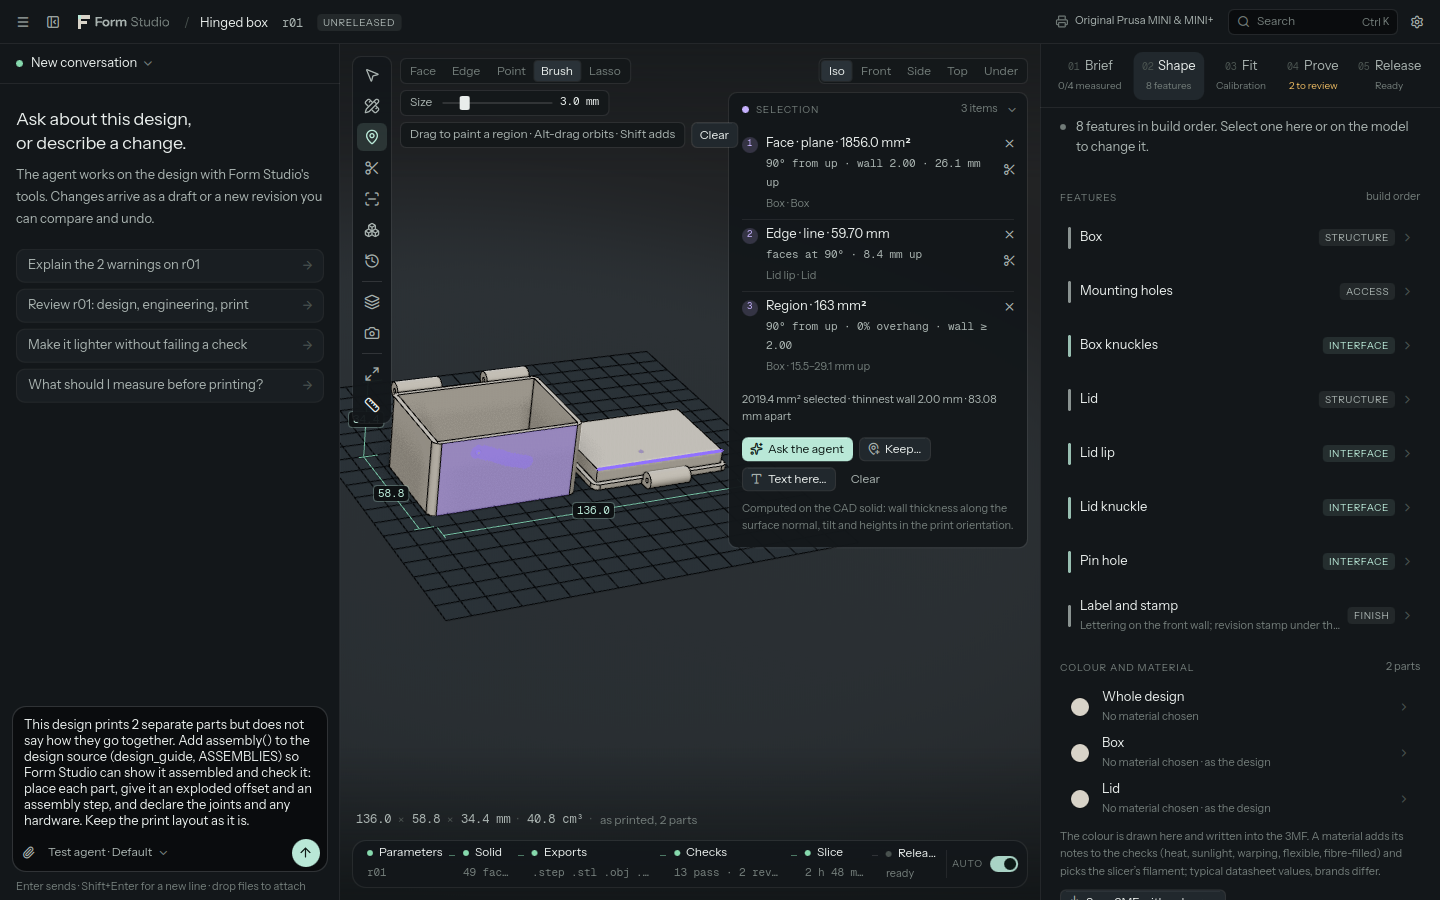 Form Studio / Hinged box r01 UNRELEASED
Original Prusa MINI & MINI+
Search Ctrl K
New conversation
Ask about this design,
or describe a change.
The agent works on the design with Form Studio's
tools. Changes arrive as a draft or a new revision you
can compare and undo.
Explain the 2 warnings on r01
Review r01: design, engineering, print
Make it lighter without failing a check
What should I measure before printing?
This design prints 2 separate parts but does not
say how they go together. Add assembly() to the
design source (design_guide, ASSEMBLIES) so
Form Studio can show it assembled and check it:
place each part, give it an exploded offset and an
assembly step, and declare the joints and any
hardware. Keep the print layout as it is.
Test agent · Default
Enter sends · Shift+Enter for a new line · drop files to attach
Face Edge Point Brush Lasso
Size 3.0 mm
Drag to paint a region · Alt-drag orbits · Shift adds
Clear
Iso Front Side Top Under
SELECTION 3 items
1 Face · plane · 1856.0 mm²
90° from up · wall 2.00 · 26.1 mm
up
Box · Box
2 Edge · line · 59.70 mm
faces at 90° · 8.4 mm up
Lid lip · Lid
3 Region · 163 mm²
90° from up · 0% overhang · wall ≥
2.00
Box · 15.5–29.1 mm up
2019.4 mm² selected · thinnest wall 2.00 mm · 83.08
mm apart
Ask the agent Keep...
Text here... Clear
Computed on the CAD solid: wall thickness along the
surface normal, tilt and heights in the print orientation.
58.8
136.0
136.0 × 58.8 × 34.4 mm · 40.8 cm³ · as printed, 2 parts
Parameters Solid Exports Checks Slice Relea...
r01 49 fac... .step .stl .obj ... 13 pass · 2 rev... 2 h 48 m... ready
AUTO
01 Brief 02 Shape 03 Fit 04 Prove 05 Release
0/4 measured 8 features Calibration 2 to review Ready
8 features in build order. Select one here or on the model
to change it.
FEATURES build order
Box STRUCTURE
Mounting holes ACCESS
Box knuckles INTERFACE
Lid STRUCTURE
Lid lip INTERFACE
Lid knuckle INTERFACE
Pin hole INTERFACE
Label and stamp FINISH
Lettering on the front wall; revision stamp under th...
COLOUR AND MATERIAL 2 parts
Whole design
No material chosen
Box
No material chosen · as the design
Lid
No material chosen · as the design
The colour is drawn here and written into the 3MF. A material adds its
notes to the checks (heat, sunlight, warping, flexible, fibre-filled) and
picks the slicer's filament; typical datasheet values, brands differ.